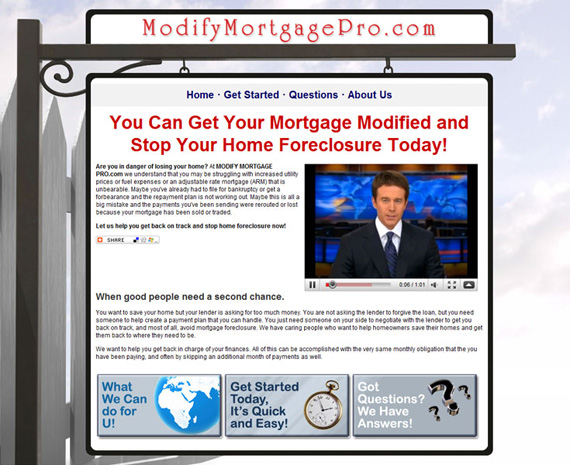 ModifyMortgagePro.com
Home · Get Started · Questions · About Us
You Can Get Your Mortgage Modified and
Stop Your Home Foreclosure Today!
Are you in danger of losing your home? At MODIFY MORTGAGE
PRO.com we understand that you may be struggling with increased utility
prices or fuel expenses or an adjustable rate mortgage (ARM) that is
unbearable. Maybe you've already had to file for bankruptcy or get a
forbearance and the repayment plan is not working out. Maybe this is all a
big mistake and the payments you've been sending were rerouted or lost
because your mortgage has been sold or traded.
Let us help you get back on track and stop home foreclosure now!
SHARE
0:06 / 1:01
When good people need a second chance.
You want to save your home but your lender is asking for too much money. You are not asking the lender to forgive the loan, but you need
someone to help create a payment plan that you can handle. You just need someone on your side to negotiate with the lender to get you
back on track, and most of all, avoid mortgage foreclosure. We have caring people who want to help homeowners save their homes and get
them back to where they need to be.
We want to help you get back in charge of your finances. All of this can be accomplished with the very same monthly obligation that the you
have been paying, and often by skipping an additional month of payments as well.
What
We Can
do for
U!
Get Started
Today,
It's Quick
and Easy!
Got
Questions?
We Have
Answers!